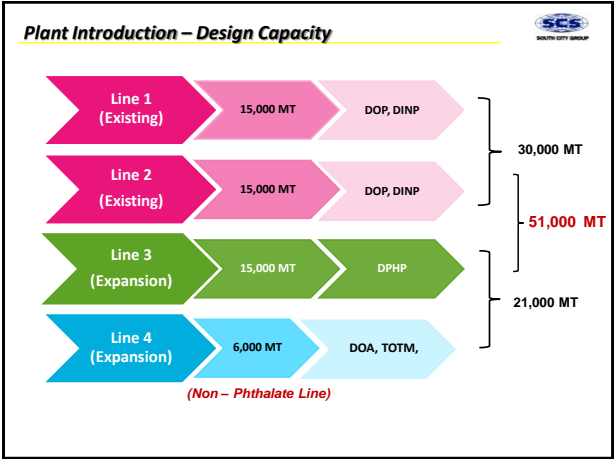 Plant Introduction – Design Capacity
SCS
SOUTH CITY GROUP
Line 1
(Existing)
15,000 MT
DOP, DINP
Line 2
(Existing)
15,000 MT
DOP, DINP
30,000 MT
Line 3
(Expansion)
15,000 MT
DPHP
Line 4
(Expansion)
6,000 MT
DOA, TOTM,
21,000 MT
51,000 MT
(Non – Phthalate Line)